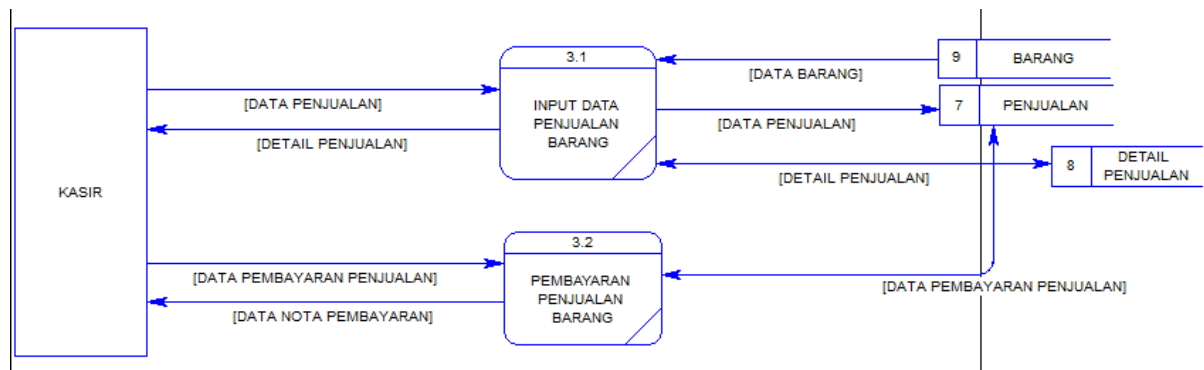 KASIR
[DATA PENJUALAN]
[DETAIL PENJUALAN]
3.1
INPUT DATA
PENJUALAN
BARANG
[DATA BARANG]
9 BARANG
[DATA PENJUALAN]
7 PENJUALAN
[DETAIL PENJUALAN]
8 DETAIL
PENJUALAN
[DATA PEMBAYARAN PENJUALAN]
[DATA NOTA PEMBAYARAN]
3.2
PEMBAYARAN
PENJUALAN
BARANG
[DATA PEMBAYARAN PENJUALAN]